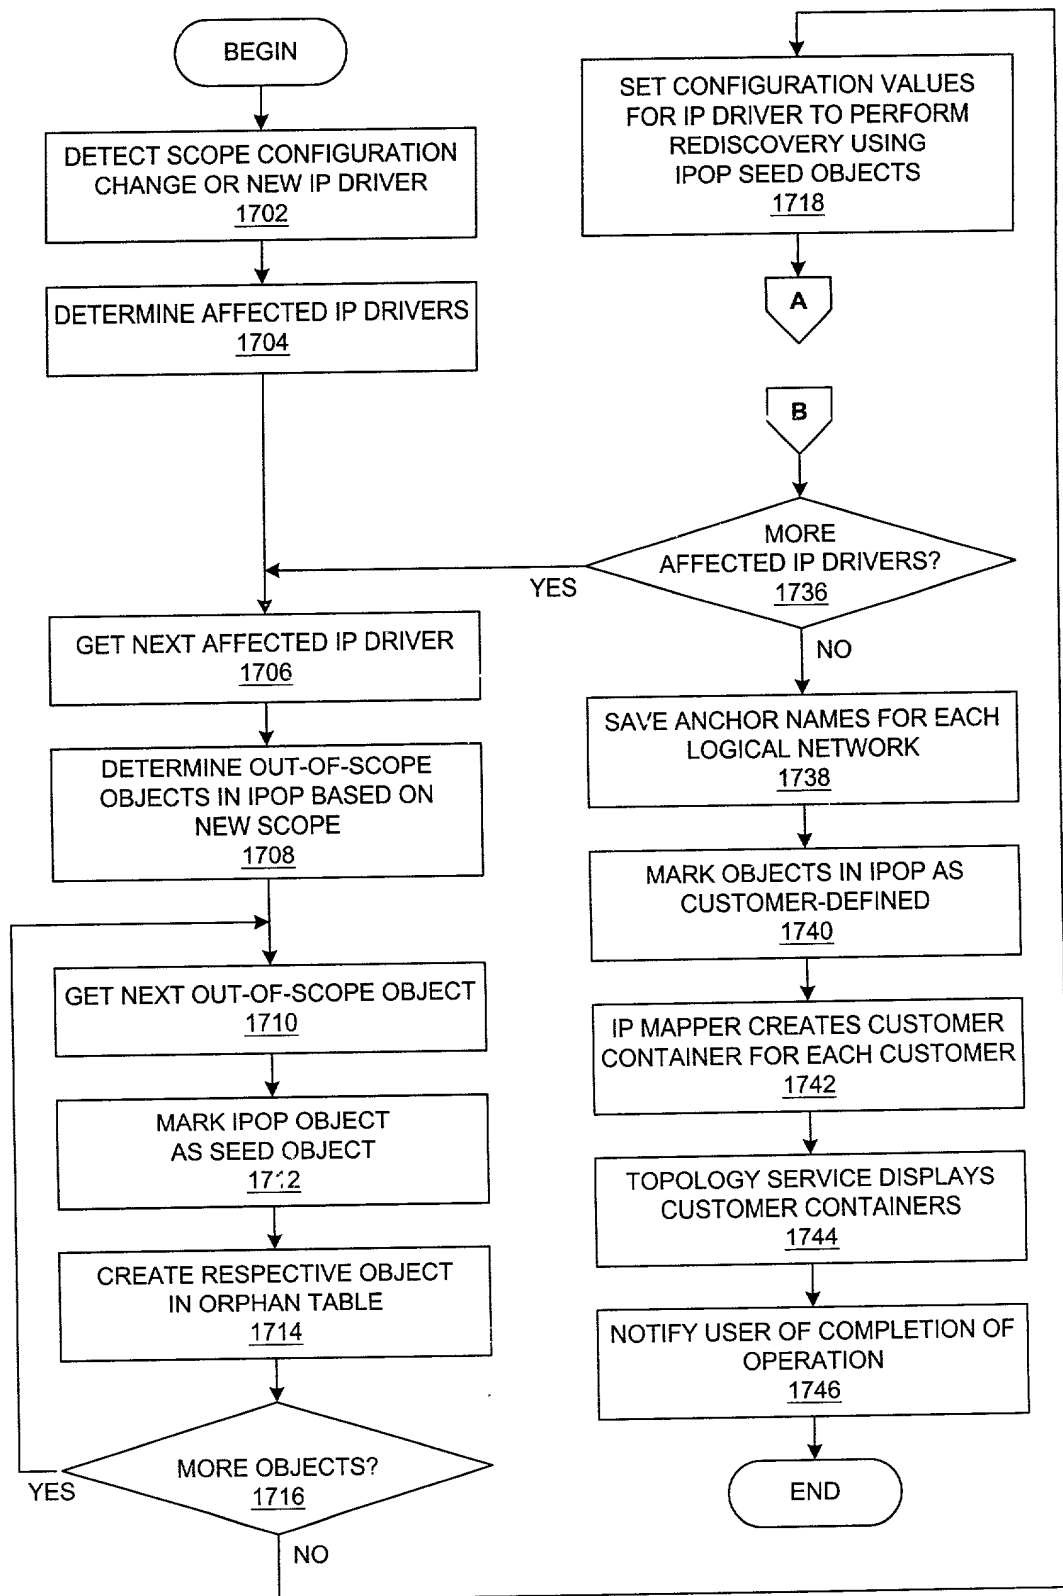 BEGIN
DETECT SCOPE CONFIGURATION
CHANGE OR NEW IP DRIVER
1702
DETERMINE AFFECTED IP DRIVERS
1704
GET NEXT AFFECTED IP DRIVER
1706
DETERMINE OUT-OF-SCOPE
OBJECTS IN IPOP BASED ON
NEW SCOPE
1708
GET NEXT OUT-OF-SCOPE OBJECT
1710
MARK IPOP OBJECT
AS SEED OBJECT
1712
CREATE RESPECTIVE OBJECT
IN ORPHAN TABLE
1714
MORE OBJECTS?
1716
YES
NO
SET CONFIGURATION VALUES
FOR IP DRIVER TO PERFORM
REDISCOVERY USING
IPOP SEED OBJECTS
1718
A
B
MORE
AFFECTED IP DRIVERS?
1736
YES
NO
SAVE ANCHOR NAMES FOR EACH
LOGICAL NETWORK
1738
MARK OBJECTS IN IPOP AS
CUSTOMER-DEFINED
1740
IP MAPPER CREATES CUSTOMER
CONTAINER FOR EACH CUSTOMER
1742
TOPOLOGY SERVICE DISPLAYS
CUSTOMER CONTAINERS
1744
NOTIFY USER OF COMPLETION OF
OPERATION
1746
END